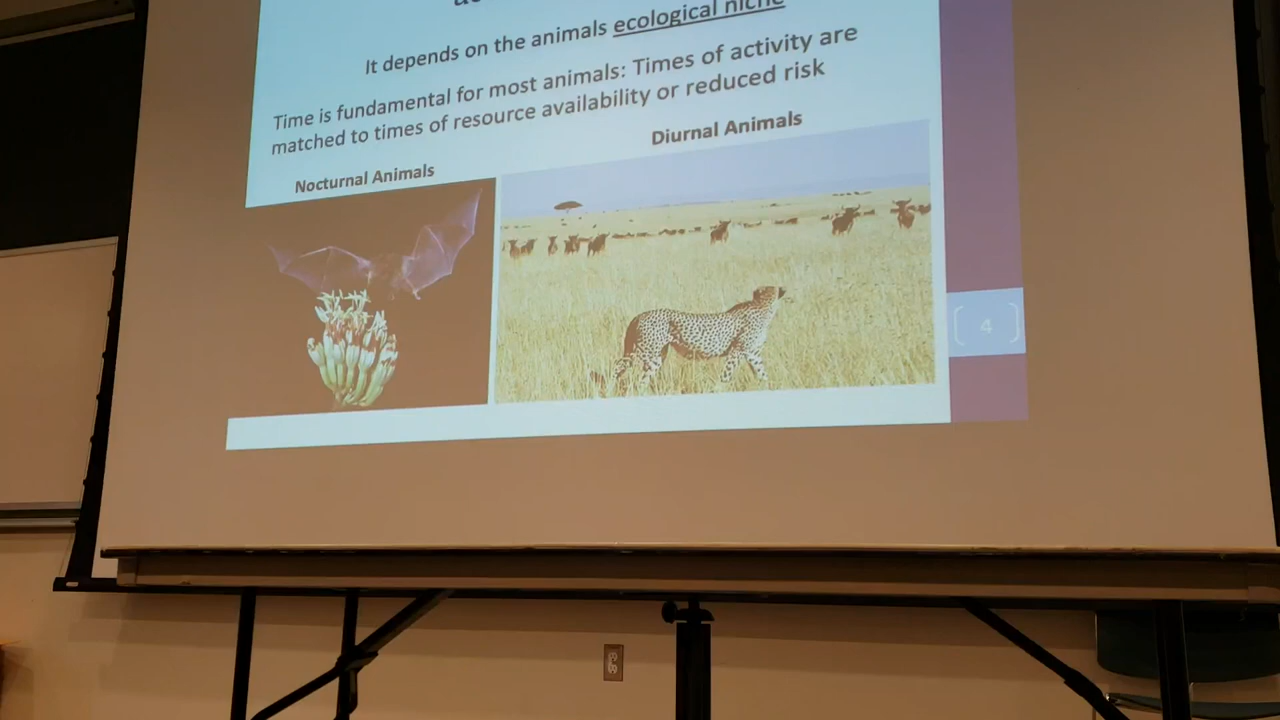 It depends on the animals ecological niche
Time is fundamental for most animals: Times of activity are
matched to times of resource availability or reduced risk
Diurnal Animals
Nocturnal Animals
4